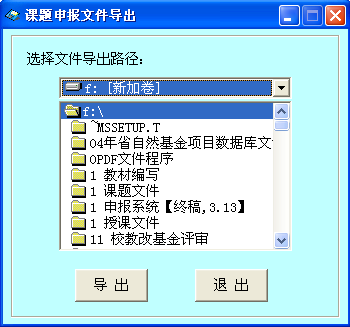 课题申报文件导出
选择文件导出路径:
f: [新加卷]
f:\
~MSSETUP.T
04年省自然基金项目数据库文
0PDF文件程序
1 教材编写
1 课题文件
1 申报系统【终稿,3.13】
1 授课文件
11 校教改基金评审
导 出
退 出